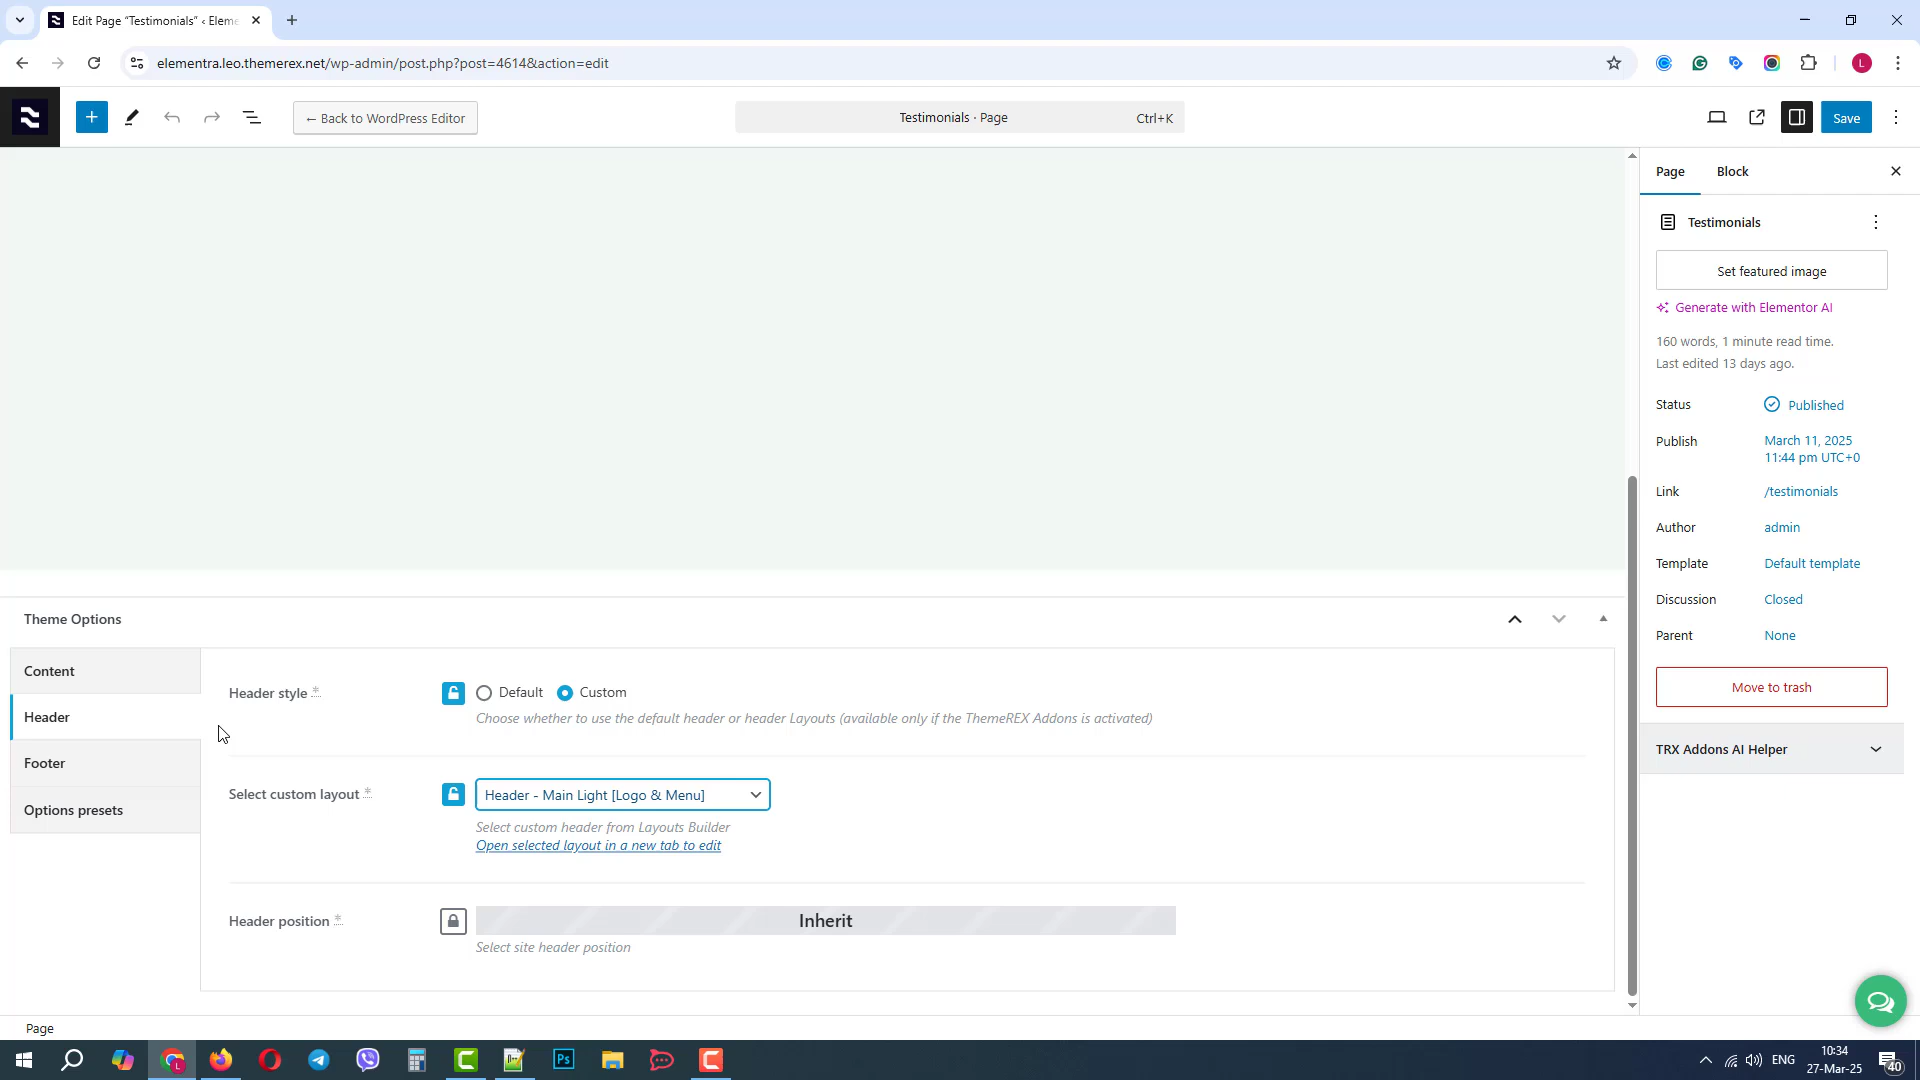 Edit Page "Testimonials" ‹ Eleme
elementra.leo.themerex.net/wp-admin/post.php?post=4614&action=edit
L
← Back to WordPress Editor
Testimonials · Page
Ctrl+K
Save
Page
Block
Testimonials
Set featured image
Generate with Elementor AI
160 words, 1 minute read time.
Last edited 13 days ago.
Status
Published
Publish
March 11, 2025
11:44 pm UTC+0
Link
/testimonials
Author
admin
Template
Default template
Discussion
Closed
Parent
None
Move to trash
TRX Addons AI Helper
Theme Options
Content
Header
Footer
Options presets
Header style *
Default
Custom
Choose whether to use the default header or header Layouts (available only if the ThemeREX Addons is activated)
Select custom layout *
Header - Main Light [Logo & Menu]
Select custom header from Layouts Builder
Open selected layout in a new tab to edit
Header position *
Inherit
Select site header position
Page
L
Ps
ENG
10:34
27-Mar-25
40